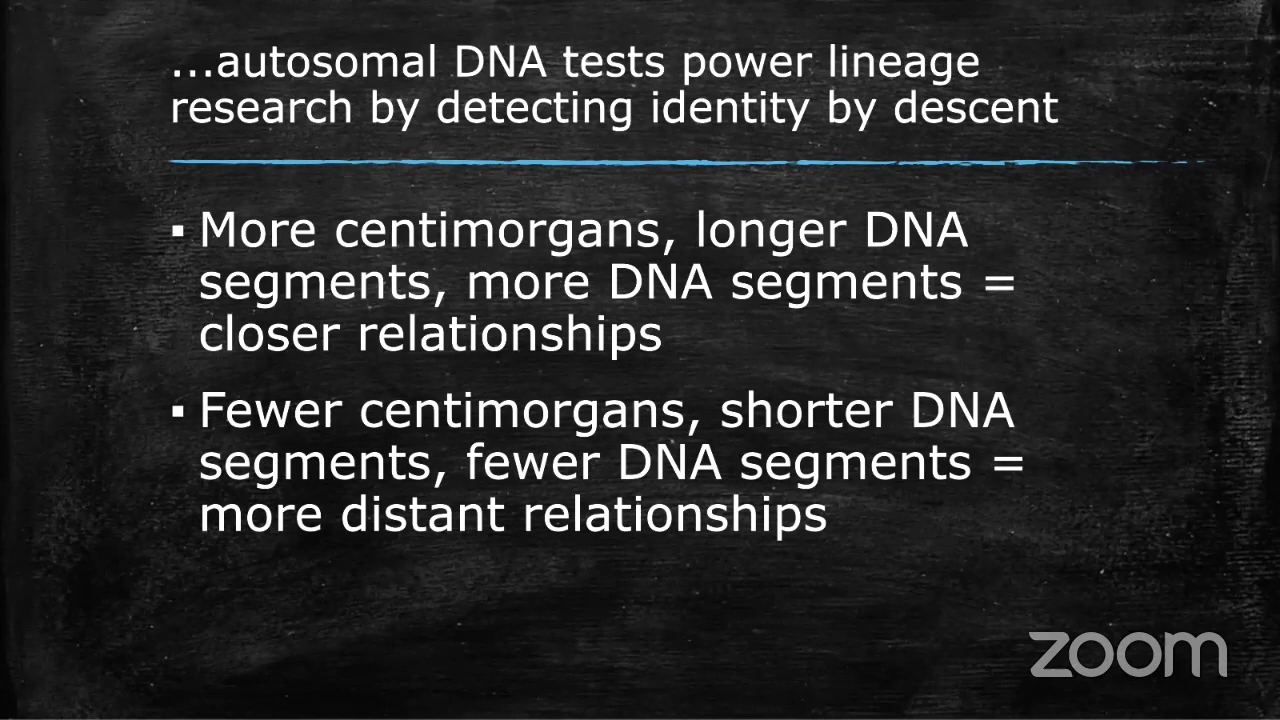 ...autosomal DNA tests power lineage
research by detecting identity by descent
▪ More centimorgans, longer DNA
segments, more DNA segments =
closer relationships
▪ Fewer centimorgans, shorter DNA
segments, fewer DNA segments =
more distant relationships
zoom